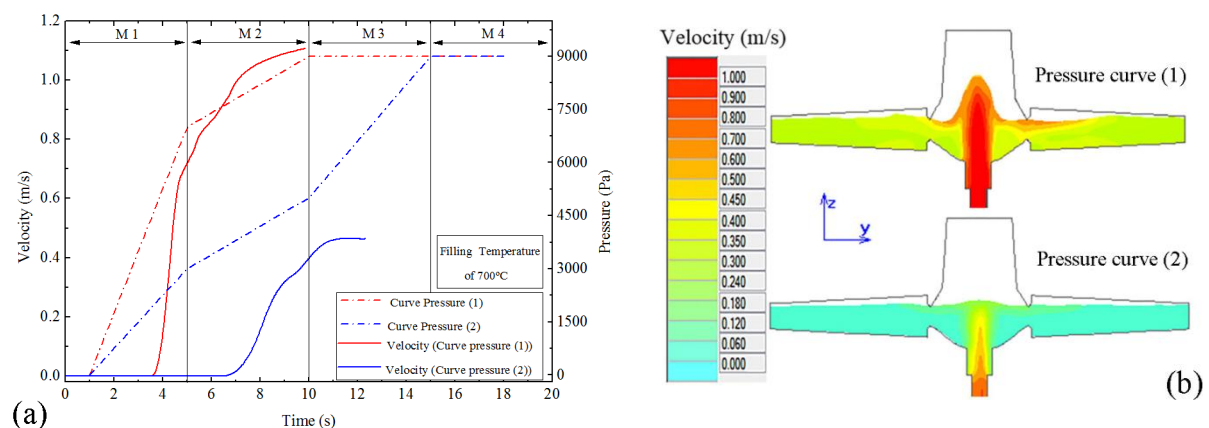 M 1 M 2 M 3 M 4
1.2
1.0
0.8
0.6
0.4
0.2
0.0
Velocity (m/s)
9000
7500
6000
4500
3000
1500
0
Pressure (Pa)
Filling Temperature
of 700ºC
Curve Pressure (1)
Curve Pressure (2)
Velocity (Curve pressure (1))
Velocity (Curve pressure (2))
0 2 4 6 8 10 12 14 16 18 20
Time (s)
(a)
Velocity (m/s)
1.000
0.900
0.800
0.700
0.600
0.500
0.450
0.400
0.350
0.300
0.240
0.180
0.120
0.060
0.000
Pressure curve (1)
z
y
Pressure curve (2)
(b)